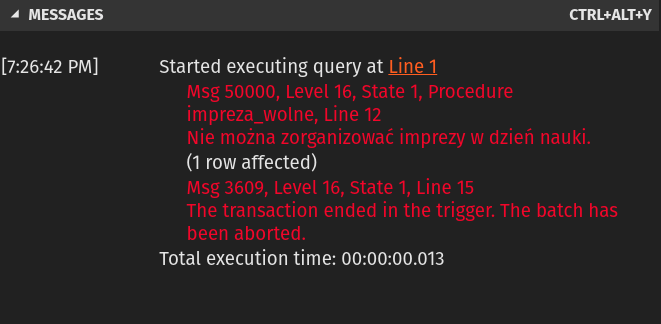 MESSAGES CTRL+ALT+Y
[7:26:42 PM] Started executing query at Line 1
Msg 50000, Level 16, State 1, Procedure
impreza_wolne, Line 12
Nie można zorganizować imprezy w dzień nauki.
(1 row affected)
Msg 3609, Level 16, State 1, Line 15
The transaction ended in the trigger. The batch has
been aborted.
Total execution time: 00:00:00.013